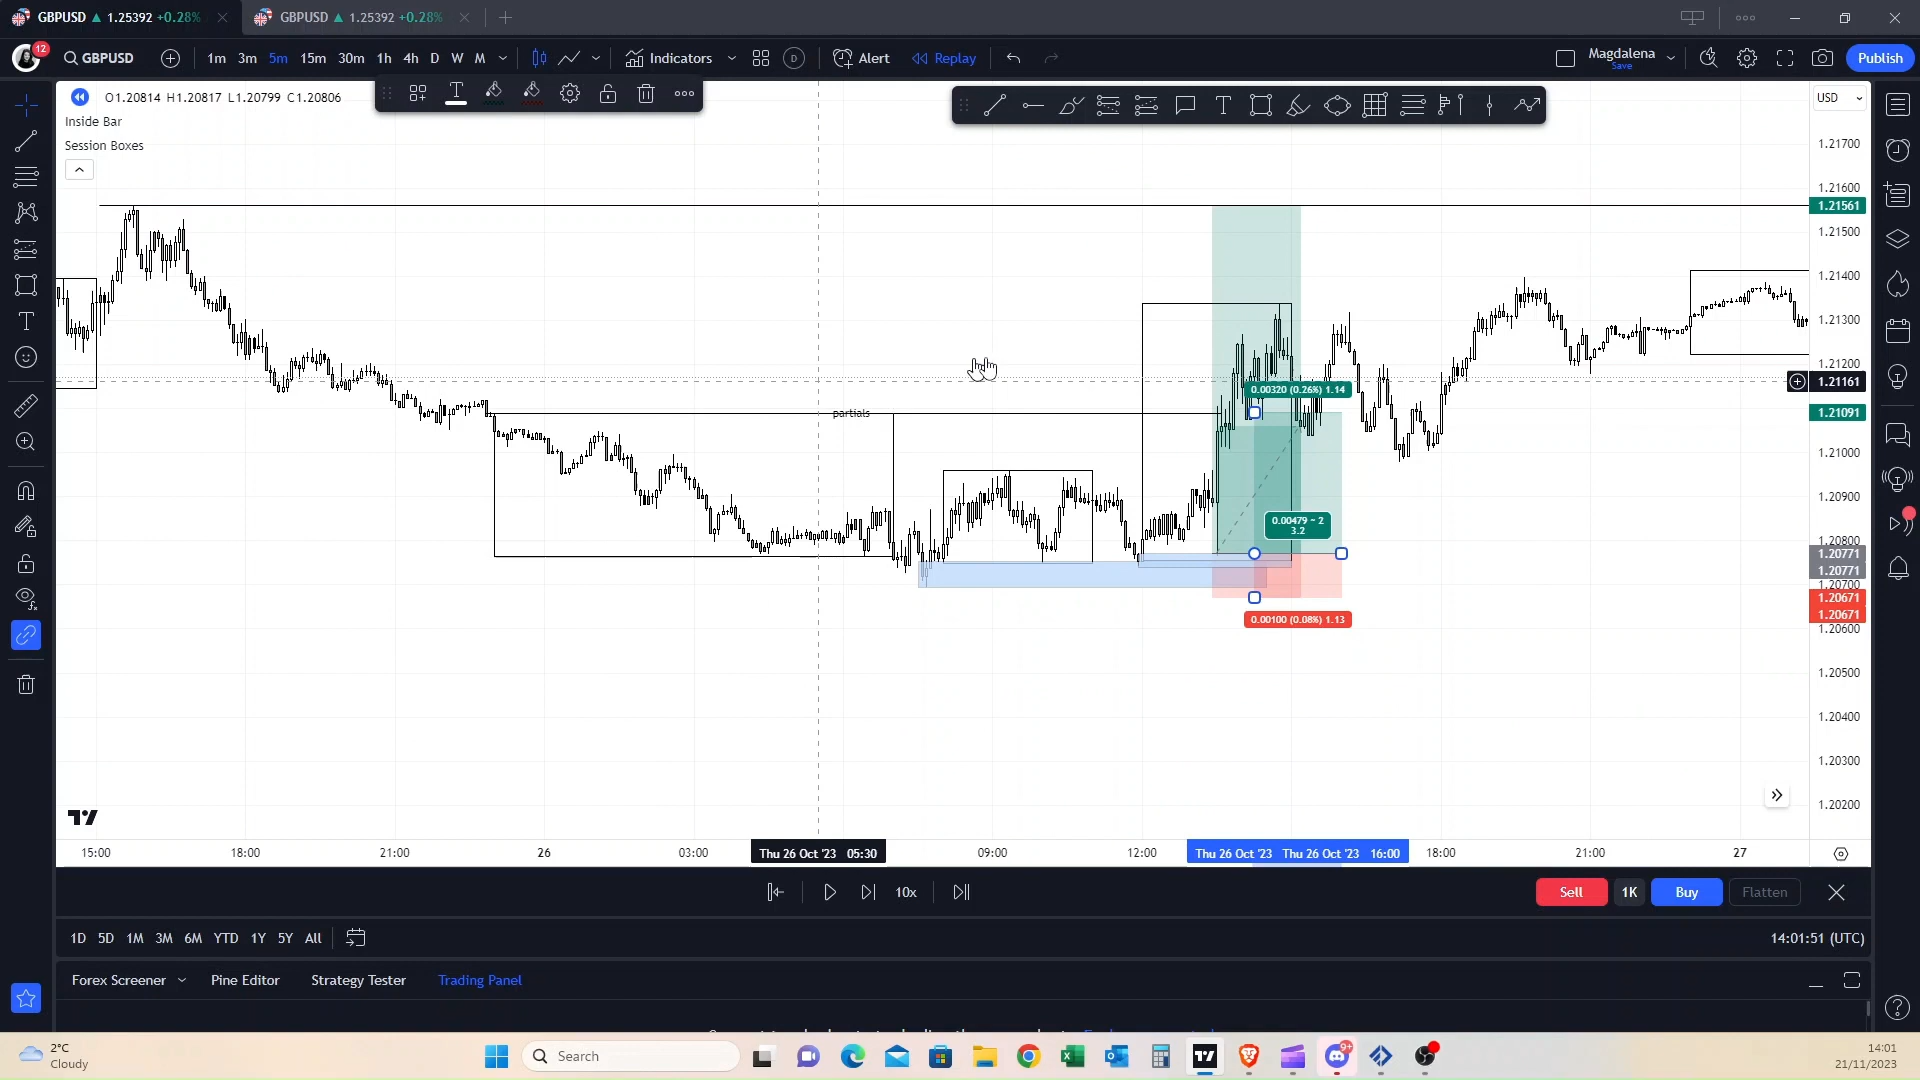 GBPUSD ▲ 1.25392 +0.28%
GBPUSD ▲ 1.25392 +0.28%
12
GBPUSD
1m 3m 5m 15m 30m 1h 4h D W M
Indicators
D
Alert
Replay
Magdalena
Save
Publish
O1.20814 H1.20817 L1.20799 C1.20806
Inside Bar
Session Boxes
USD
1.21700
1.21600
1.21561
1.21500
1.21400
1.21300
1.21200
1.21161
1.21091
1.21000
1.20900
1.20800
1.20771
1.20771
1.20700
1.20671
1.20671
1.20600
1.20500
1.20400
1.20300
1.20200
partials
0.00320 (0.26%) 1.14
0.00479 ~ 2
3.2
0.00100 (0.08%) 1.13
15:00 18:00 21:00 26 03:00 Thu 26 Oct '23 05:30 09:00 12:00 Thu 26 Oct '23 Thu 26 Oct '23 16:00 18:00 21:00 27
10x
Sell 1K Buy Flatten
1D 5D 1M 3M 6M YTD 1Y 5Y All
14:01:51 (UTC)
Forex Screener Pine Editor Strategy Tester Trading Panel
2°C
Cloudy
Search
9+
14:01
21/11/2023